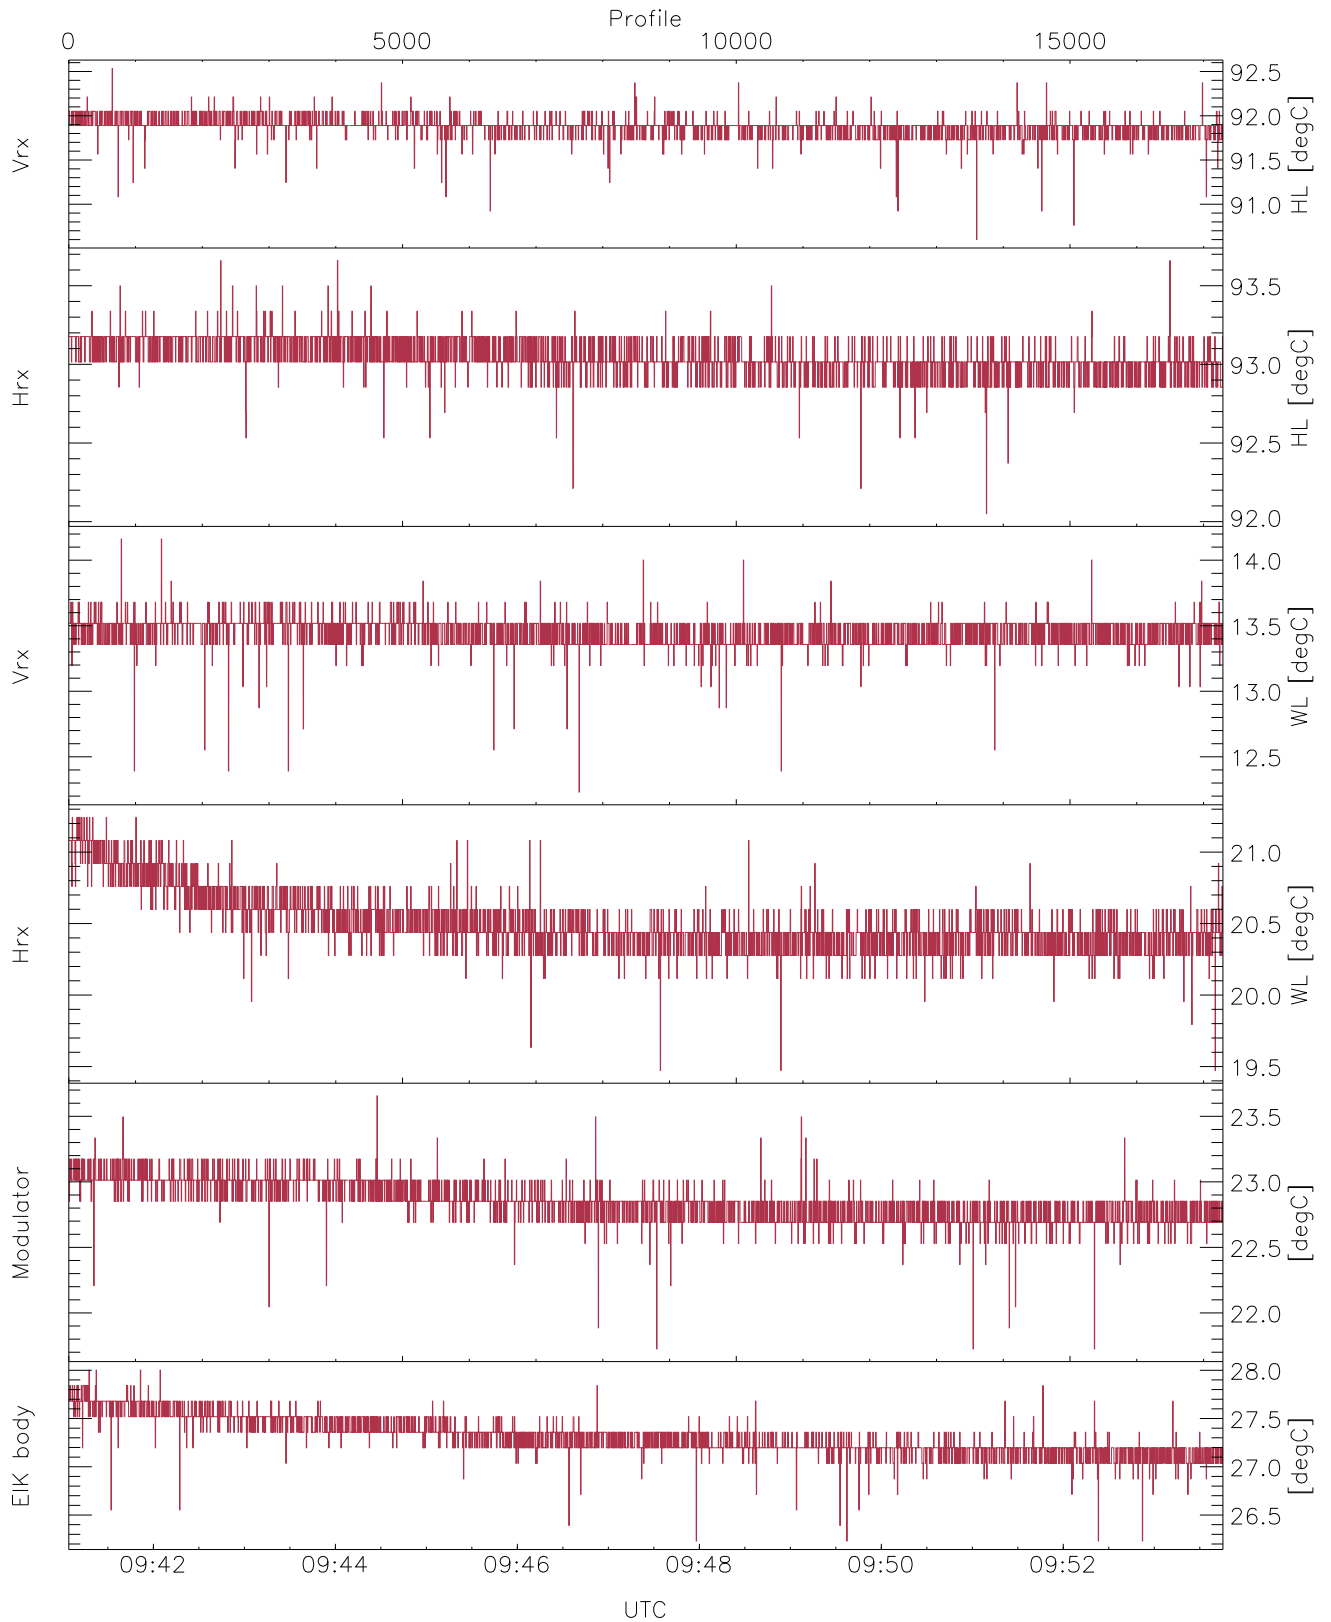 Profile
0 5000 10000 15000
Vrx
92.5
92.0
91.5
91.0
HL [degC]
Hrx
93.5
93.0
92.5
92.0
HL [degC]
Vrx
14.0
13.5
13.0
12.5
WL [degC]
Hrx
21.0
20.5
20.0
19.5
WL [degC]
Modulator
23.5
23.0
22.5
22.0
[degC]
EIK body
28.0
27.5
27.0
26.5
[degC]
09:42 09:44 09:46 09:48 09:50 09:52
UTC